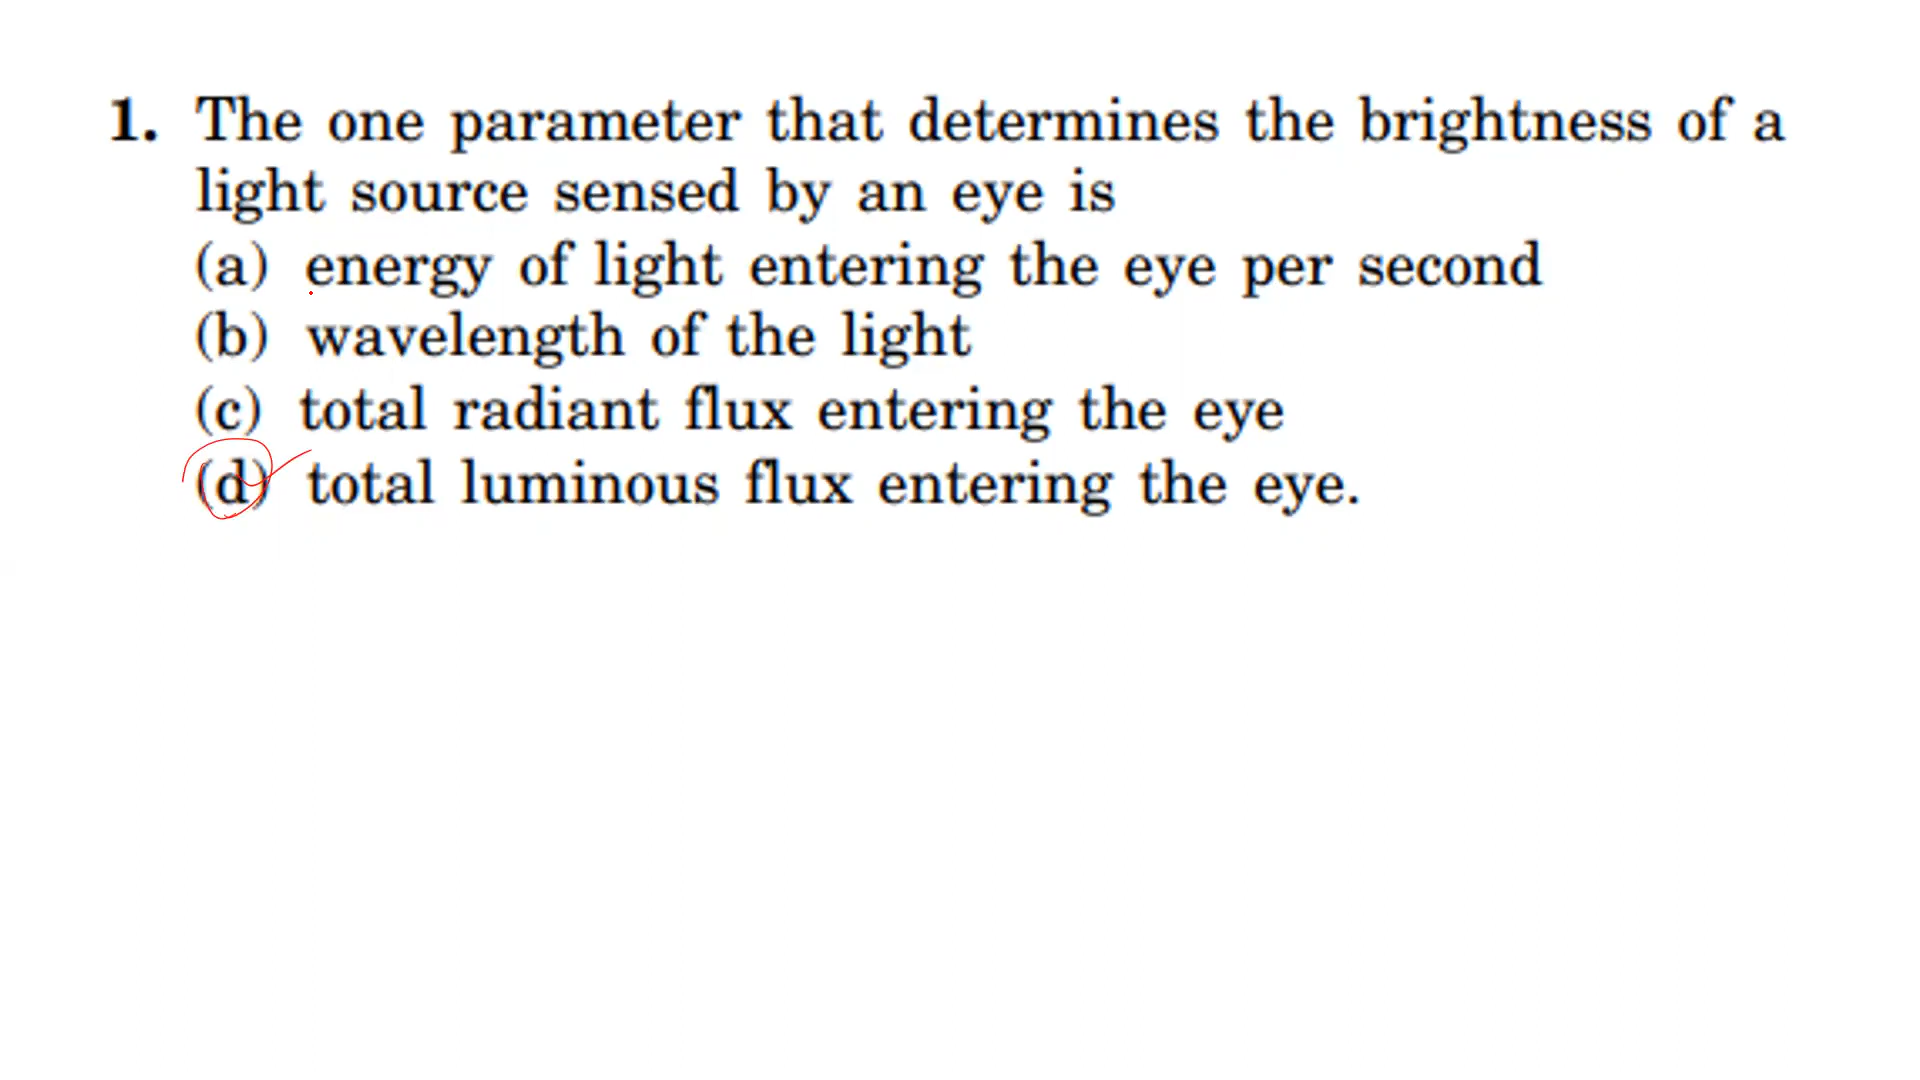 1. The one parameter that determines the brightness of a
light source sensed by an eye is
(a) energy of light entering the eye per second
(b) wavelength of the light
(c) total radiant flux entering the eye
(d) total luminous flux entering the eye.